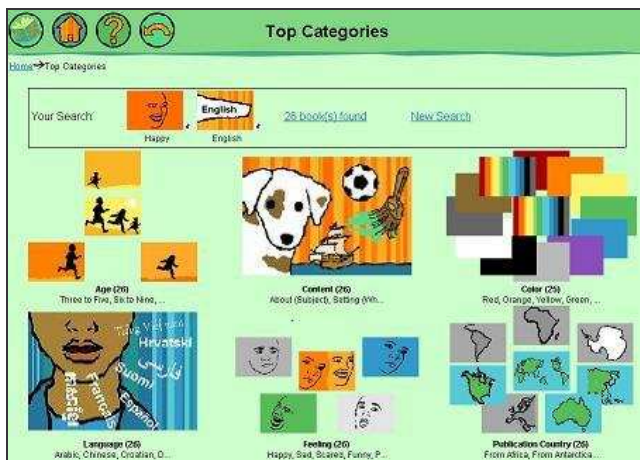 Top Categories
Home→Top Categories
Your Search:
English
26 book(s) found
New Search
Happy
English
Age (26)
Three to Five, Six to Nine, ...
Content (26)
About (Subject), Setting (Wh...
Color (25)
Red, Orange, Yellow, Green, ...
Tiếng Việt nam
Hrvatski
فارسی
Suomi
Français
Español
Language (26)
Arabic, Chinese, Croatian, D...
Feeling (26)
Happy, Sad, Scared, Funny, P...
Publication Country (26)
From Africa, From Antarctica...